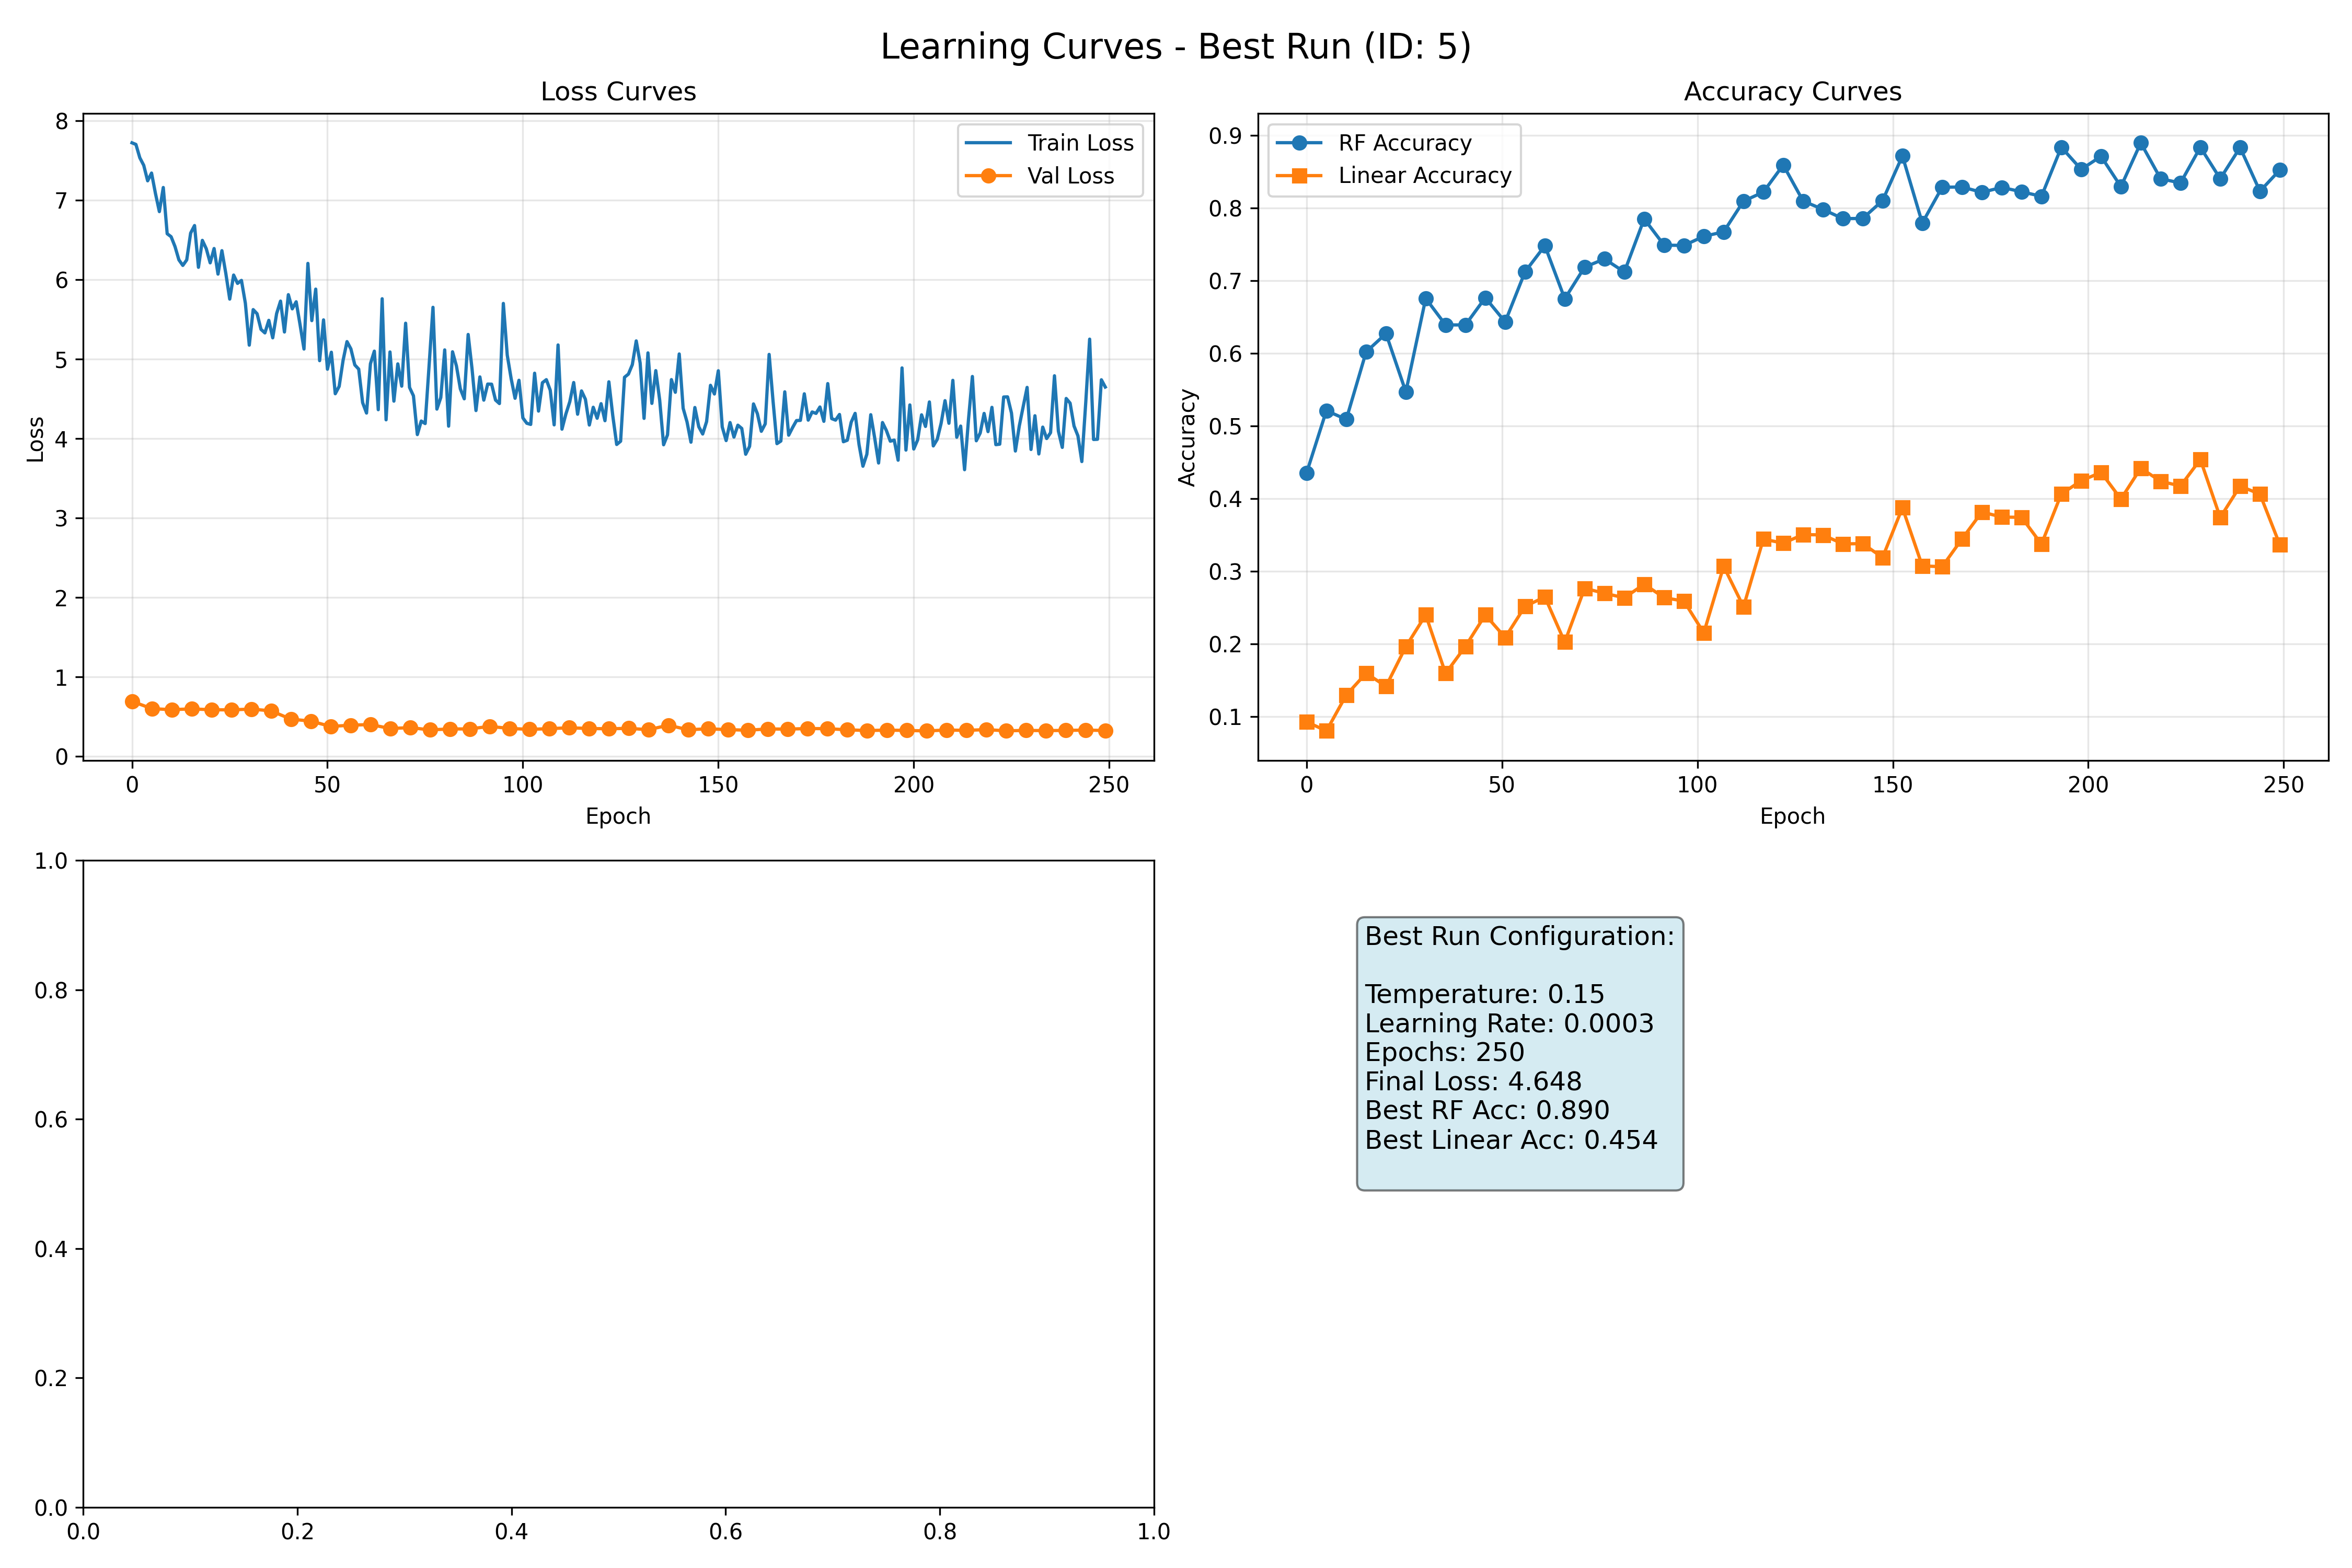 Learning Curves - Best Run (ID: 5)
Loss Curves
8
7
6
5
4
3
2
1
0
Loss
Train Loss
Val Loss
0 50 100 150 200 250
Epoch
Accuracy Curves
0.9
0.8
0.7
0.6
0.5
0.4
0.3
0.2
0.1
Accuracy
RF Accuracy
Linear Accuracy
0 50 100 150 200 250
Epoch
1.0
0.8
0.6
0.4
0.2
0.0
0.0 0.2 0.4 0.6 0.8 1.0
Best Run Configuration:
Temperature: 0.15
Learning Rate: 0.0003
Epochs: 250
Final Loss: 4.648
Best RF Acc: 0.890
Best Linear Acc: 0.454